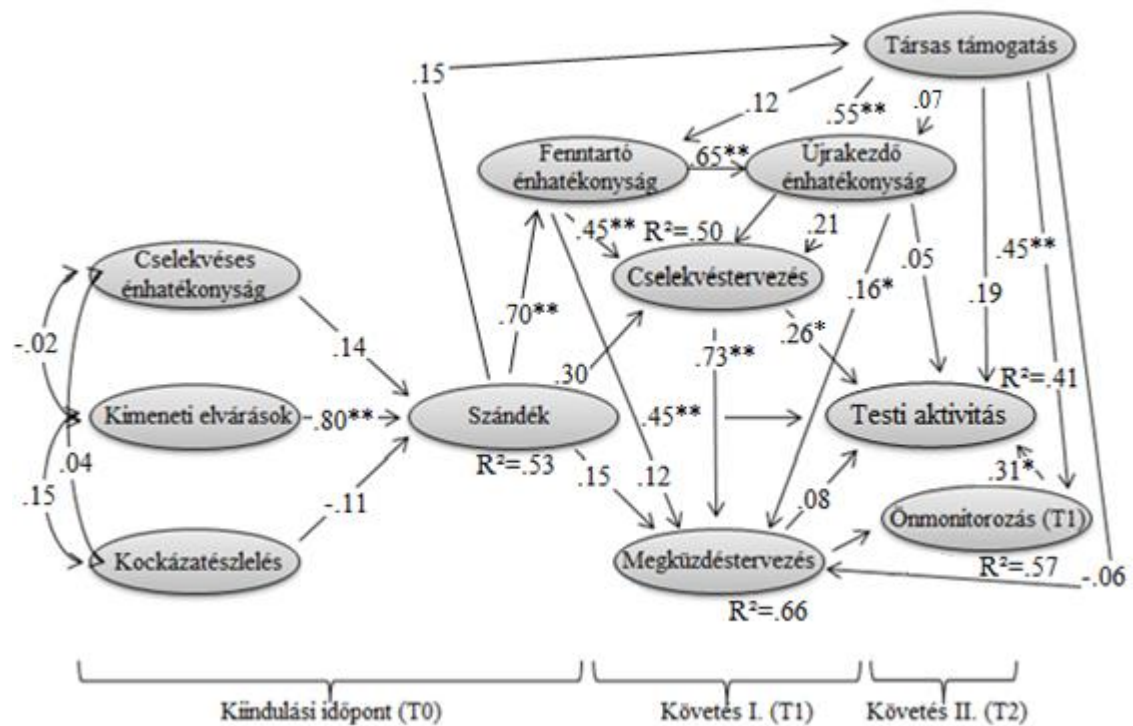 Társas támogatás
.15
.12
.55**
.07
Fenntartó
énhatékonyság
.65**
Újrakezdő
énhatékonyság
.45**
R²=.50
.21
Cselekvéses
énhatékonyság
Cselekvéstervezés
.05
.45**
.16*
.19
-.02
.14
.70**
.30
.73**
.26*
R²=.41
Kimeneti elvárások
-.80**
Szándék
.45**
Testi aktivitás
R²=.53
.04
.15
-.11
.15
.12
.08
.31*
Önmonitorozás (T1)
Kockázatészlelés
Megküzdéstervezés
R²=.57
-.06
R²=.66
Kiindulási időpont (T0)
Követés I. (T1)
Követés II. (T2)